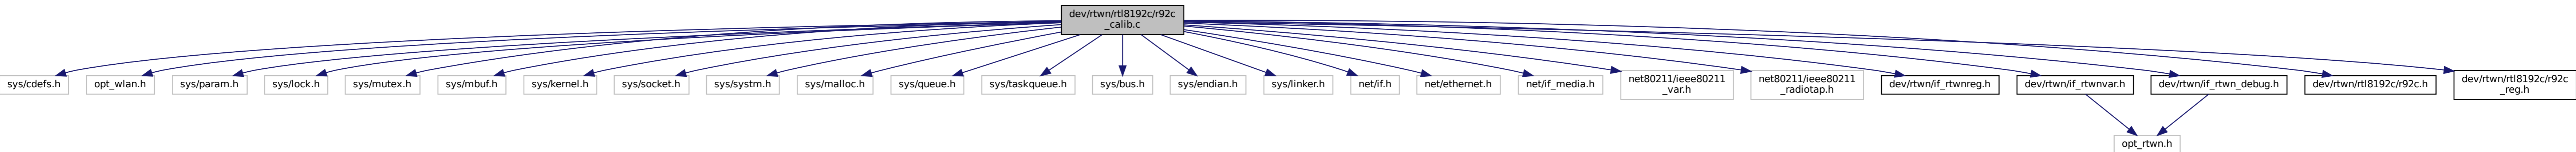 dev/rtwn/rtl8192c/r92c
_calib.c
sys/cdefs.h
opt_wlan.h
sys/param.h
sys/lock.h
sys/mutex.h
sys/mbuf.h
sys/kernel.h
sys/socket.h
sys/systm.h
sys/malloc.h
sys/queue.h
sys/taskqueue.h
sys/bus.h
sys/endian.h
sys/linker.h
net/if.h
net/ethernet.h
net/if_media.h
net80211/ieee80211
_var.h
net80211/ieee80211
_radiotap.h
dev/rtwn/if_rtwnreg.h
dev/rtwn/if_rtwnvar.h
dev/rtwn/if_rtwn_debug.h
dev/rtwn/rtl8192c/r92c.h
dev/rtwn/rtl8192c/r92c
_reg.h
opt_rtwn.h